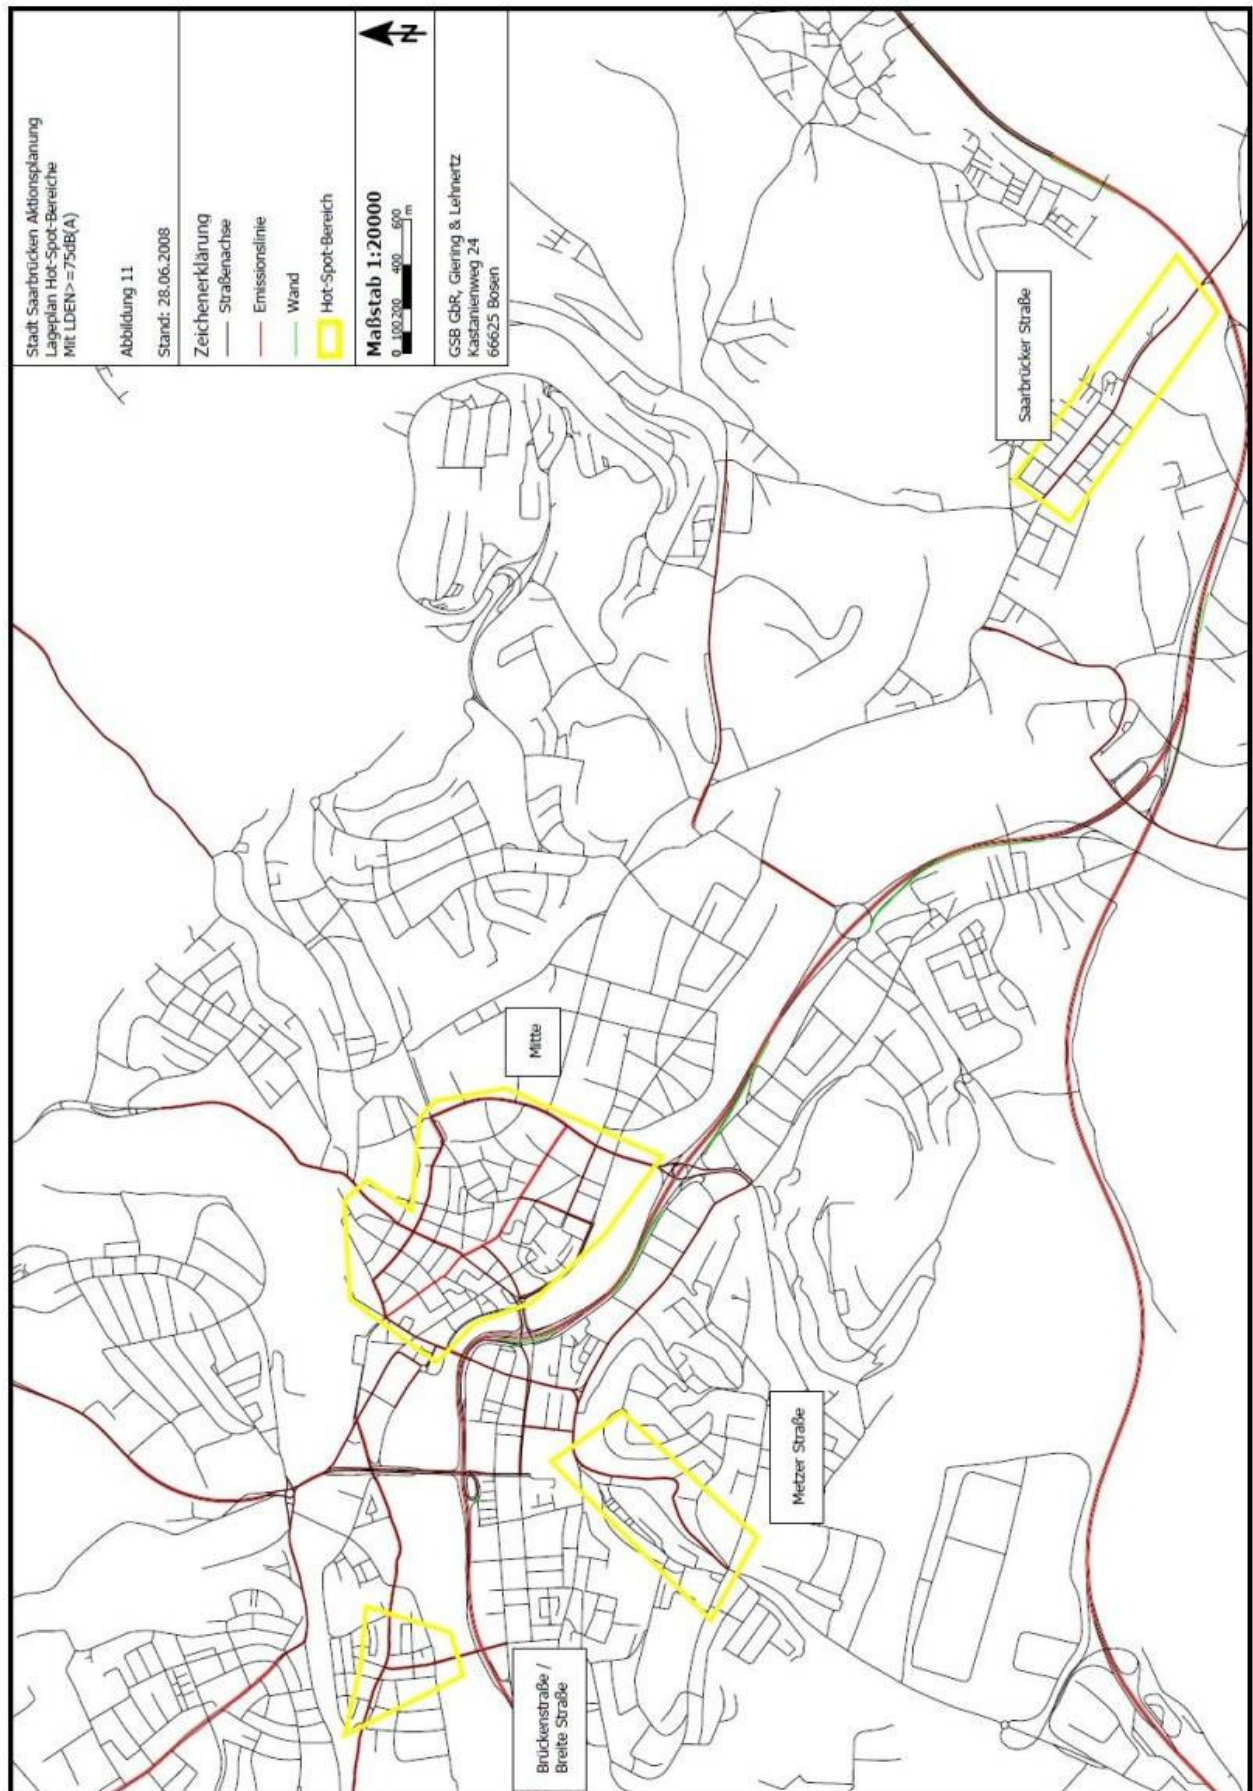 Stadt Saarbrücken Aktionsplanung
Lageplan Hot-Spot-Bereiche
Mit LDEN>=75dB(A)
Abbildung 11
Stand: 28.06.2008
Zeichenerklärung
Straßenachse
Emissionslinie
Wand
Hot-Spot-Bereich
N
Maßstab 1:20000
0 100 200 400 600
m
GSB GbR, Giering & Lehnertz
Kastanienweg 24
66625 Bosen
Saarbrücker Straße
Mitte
Metzer Straße
Brückenstraße /
Breite Straße